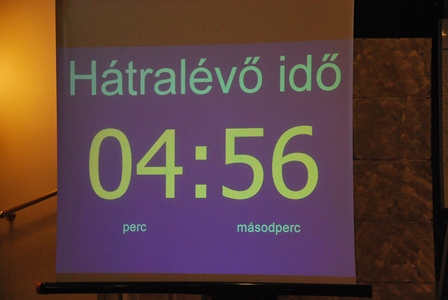 Hátralévő idő
04:56
perc másodperc